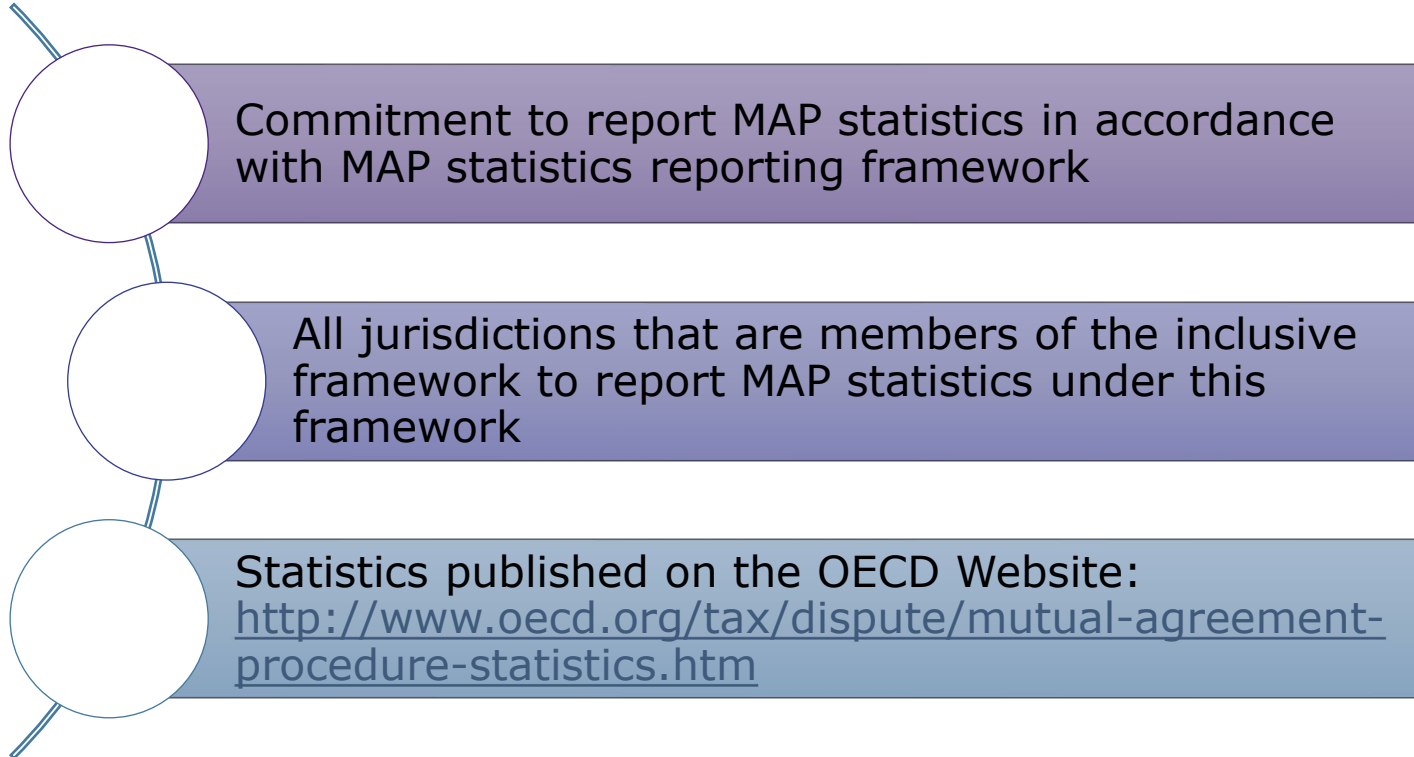 Commitment to report MAP statistics in accordance
with MAP statistics reporting framework
All jurisdictions that are members of the inclusive
framework to report MAP statistics under this
framework
Statistics published on the OECD Website:
http://www.oecd.org/tax/dispute/mutual-agreement-
procedure-statistics.htm